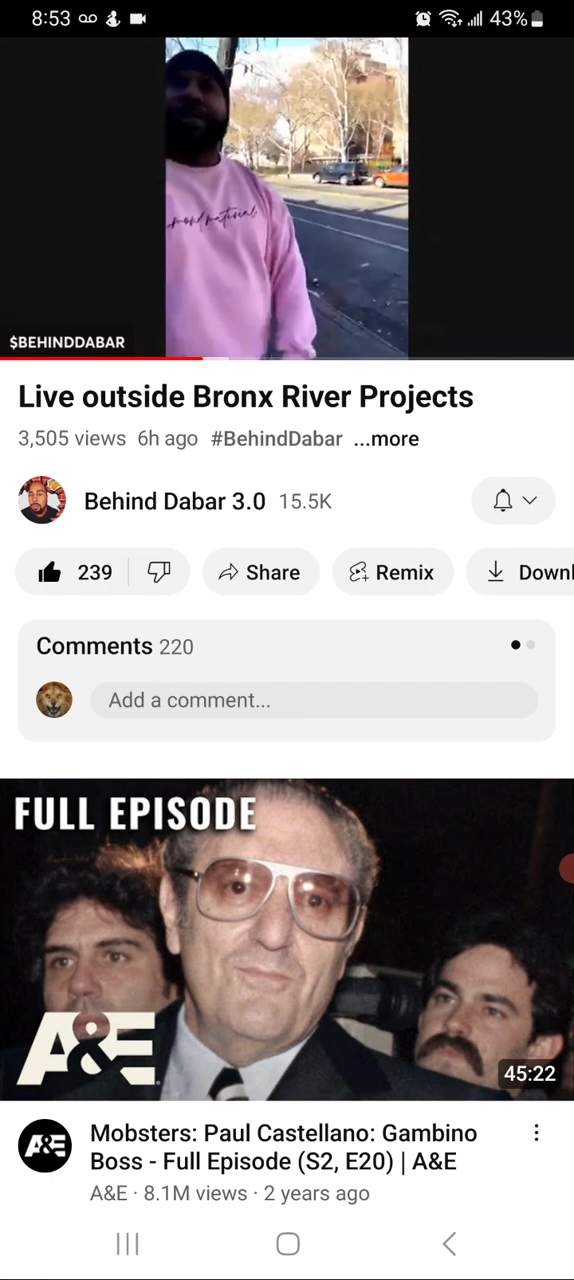 8:53
43%
mondmaterial
$BEHINDDABAR
Live outside Bronx River Projects
3,505 views 6h ago #BehindDabar ...more
Behind Dabar 3.0 15.5K
239
Share
Remix
Downl
Comments 220
Add a comment...
FULL EPISODE
A&E
45:22
A&E
Mobsters: Paul Castellano: Gambino
Boss - Full Episode (S2, E20) | A&E
A&E · 8.1M views · 2 years ago